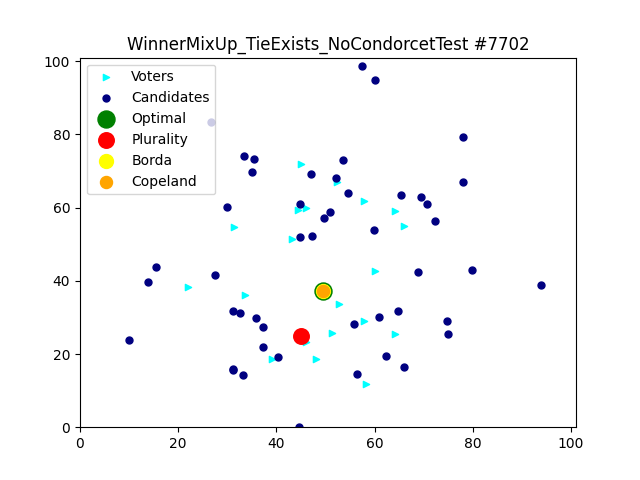 WinnerMixUp_TieExists_NoCondorcetTest #7702
100
80
60
40
20
0
Voters
Candidates
Optimal
Plurality
Borda
Copeland
0 20 40 60 80 100